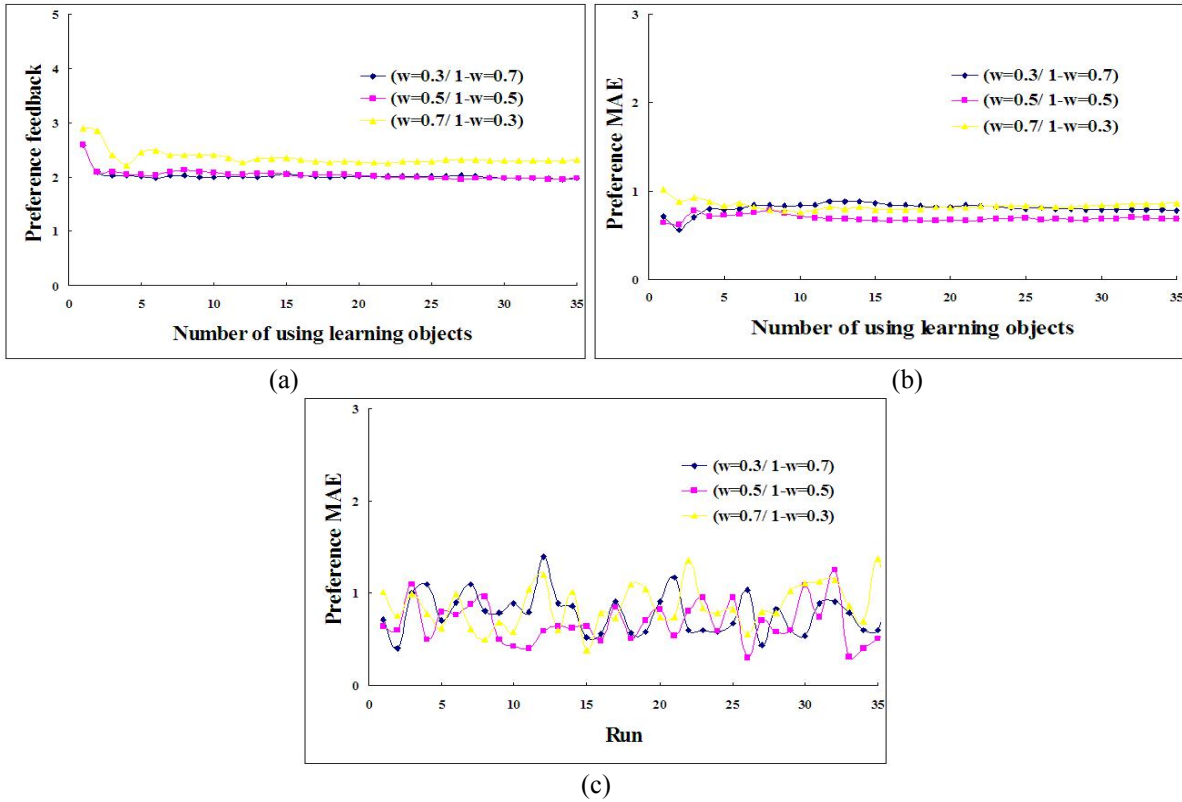 5
4
3
2
1
0
Preference feedback
(w=0.3/ 1-w=0.7)
(w=0.5/ 1-w=0.5)
(w=0.7/ 1-w=0.3)
0 5 10 15 20 25 30 35
Number of using learning objects
(a)
3
2
1
0
Preference MAE
(w=0.3/ 1-w=0.7)
(w=0.5/ 1-w=0.5)
(w=0.7/ 1-w=0.3)
0 5 10 15 20 25 30 35
Number of using learning objects
(b)
3
2
1
0
Preference MAE
(w=0.3/ 1-w=0.7)
(w=0.5/ 1-w=0.5)
(w=0.7/ 1-w=0.3)
0 5 10 15 20 25 30 35
Run
(c)